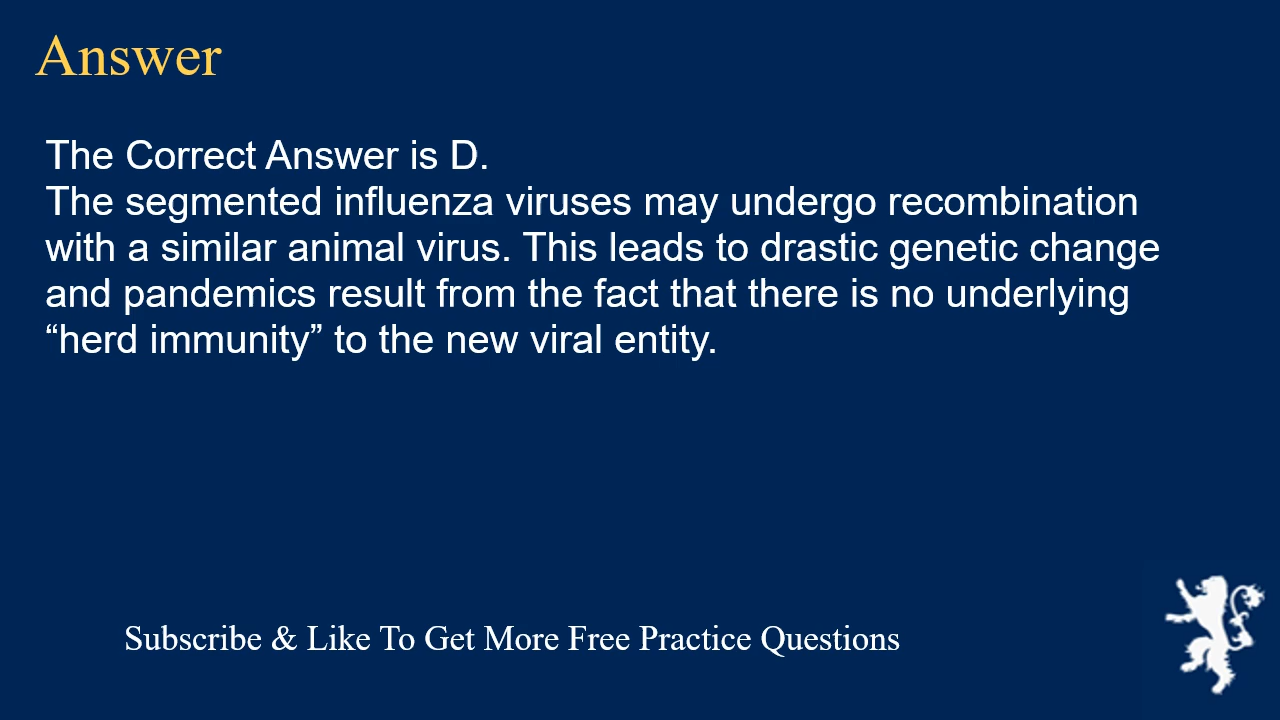 Answer
The Correct Answer is D.
The segmented influenza viruses may undergo recombination
with a similar animal virus. This leads to drastic genetic change
and pandemics result from the fact that there is no underlying
“herd immunity” to the new viral entity.
Subscribe & Like To Get More Free Practice Questions